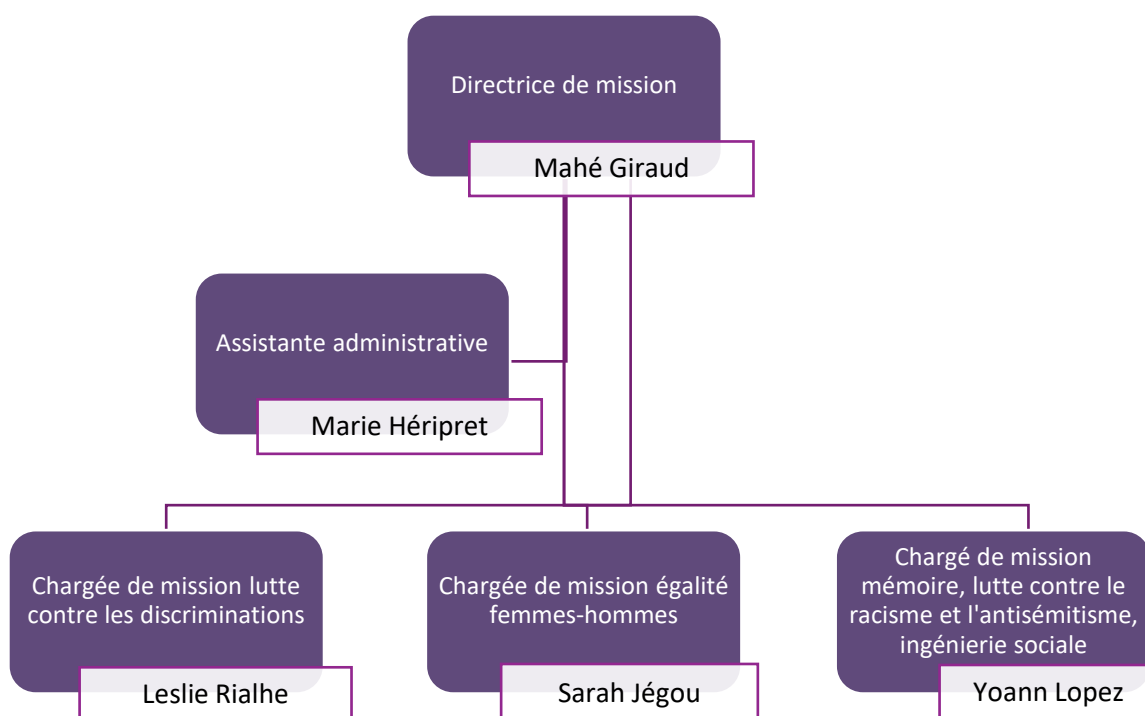 Directrice de mission
Mahé Giraud
Assistante administrative
Marie Héripret
Chargée de mission lutte
contre les discriminations
Leslie Rialhe
Chargée de mission égalité
femmes-hommes
Sarah Jégou
Chargé de mission
mémoire, lutte contre le
racisme et l'antisémitisme,
ingénierie sociale
Yoann Lopez